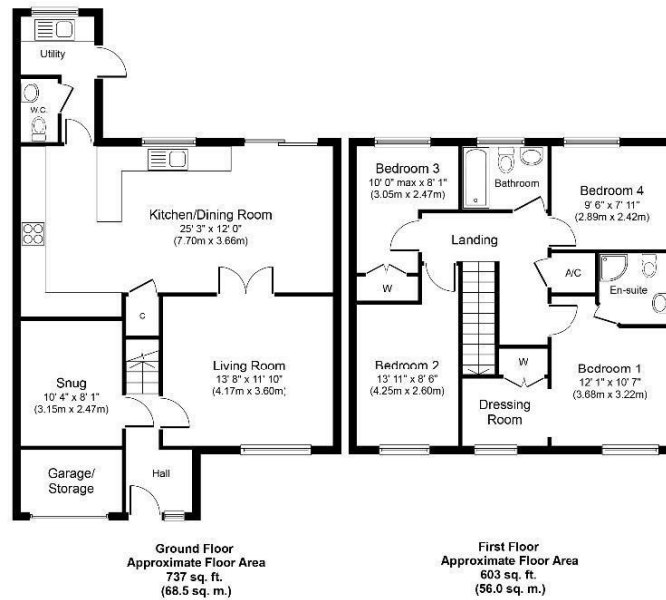 Utility
W.C.
Kitchen/Dining Room
25' 3" x 12' 0"
(7.70m x 3.66m)
C
Snug
10' 4" x 8' 1"
(3.15m x 2.47m)
Living Room
13' 8" x 11' 10"
(4.17m x 3.60m)
Garage/
Storage
Hall
Ground Floor
Approximate Floor Area
737 sq. ft.
(68.5 sq. m.)
Bedroom 3
10' 0" max x 8' 1"
(3.05m x 2.47m)
Bathroom
Bedroom 4
9' 6" x 7' 11"
(2.89m x 2.42m)
Landing
A/C
En-suite
W
Bedroom 2
13' 11" x 8' 6"
(4.25m x 2.60m)
W
Dressing
Room
Bedroom 1
12' 1" x 10' 7"
(3.68m x 3.22m)
First Floor
Approximate Floor Area
603 sq. ft.
(56.0 sq. m.)